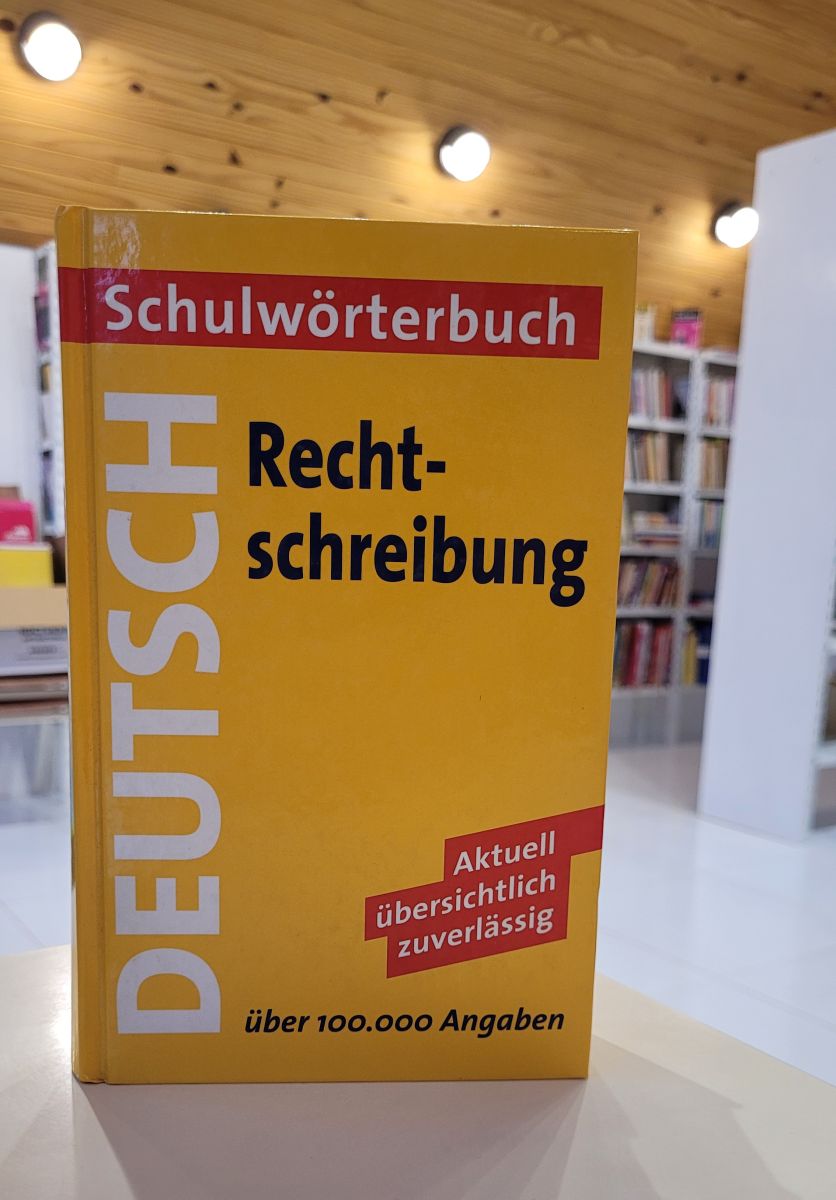 Schulwörterbuch
DEUTSCH
Recht-
schreibung
Aktuell
übersichtlich
zuverlässig
über 100.000 Angaben